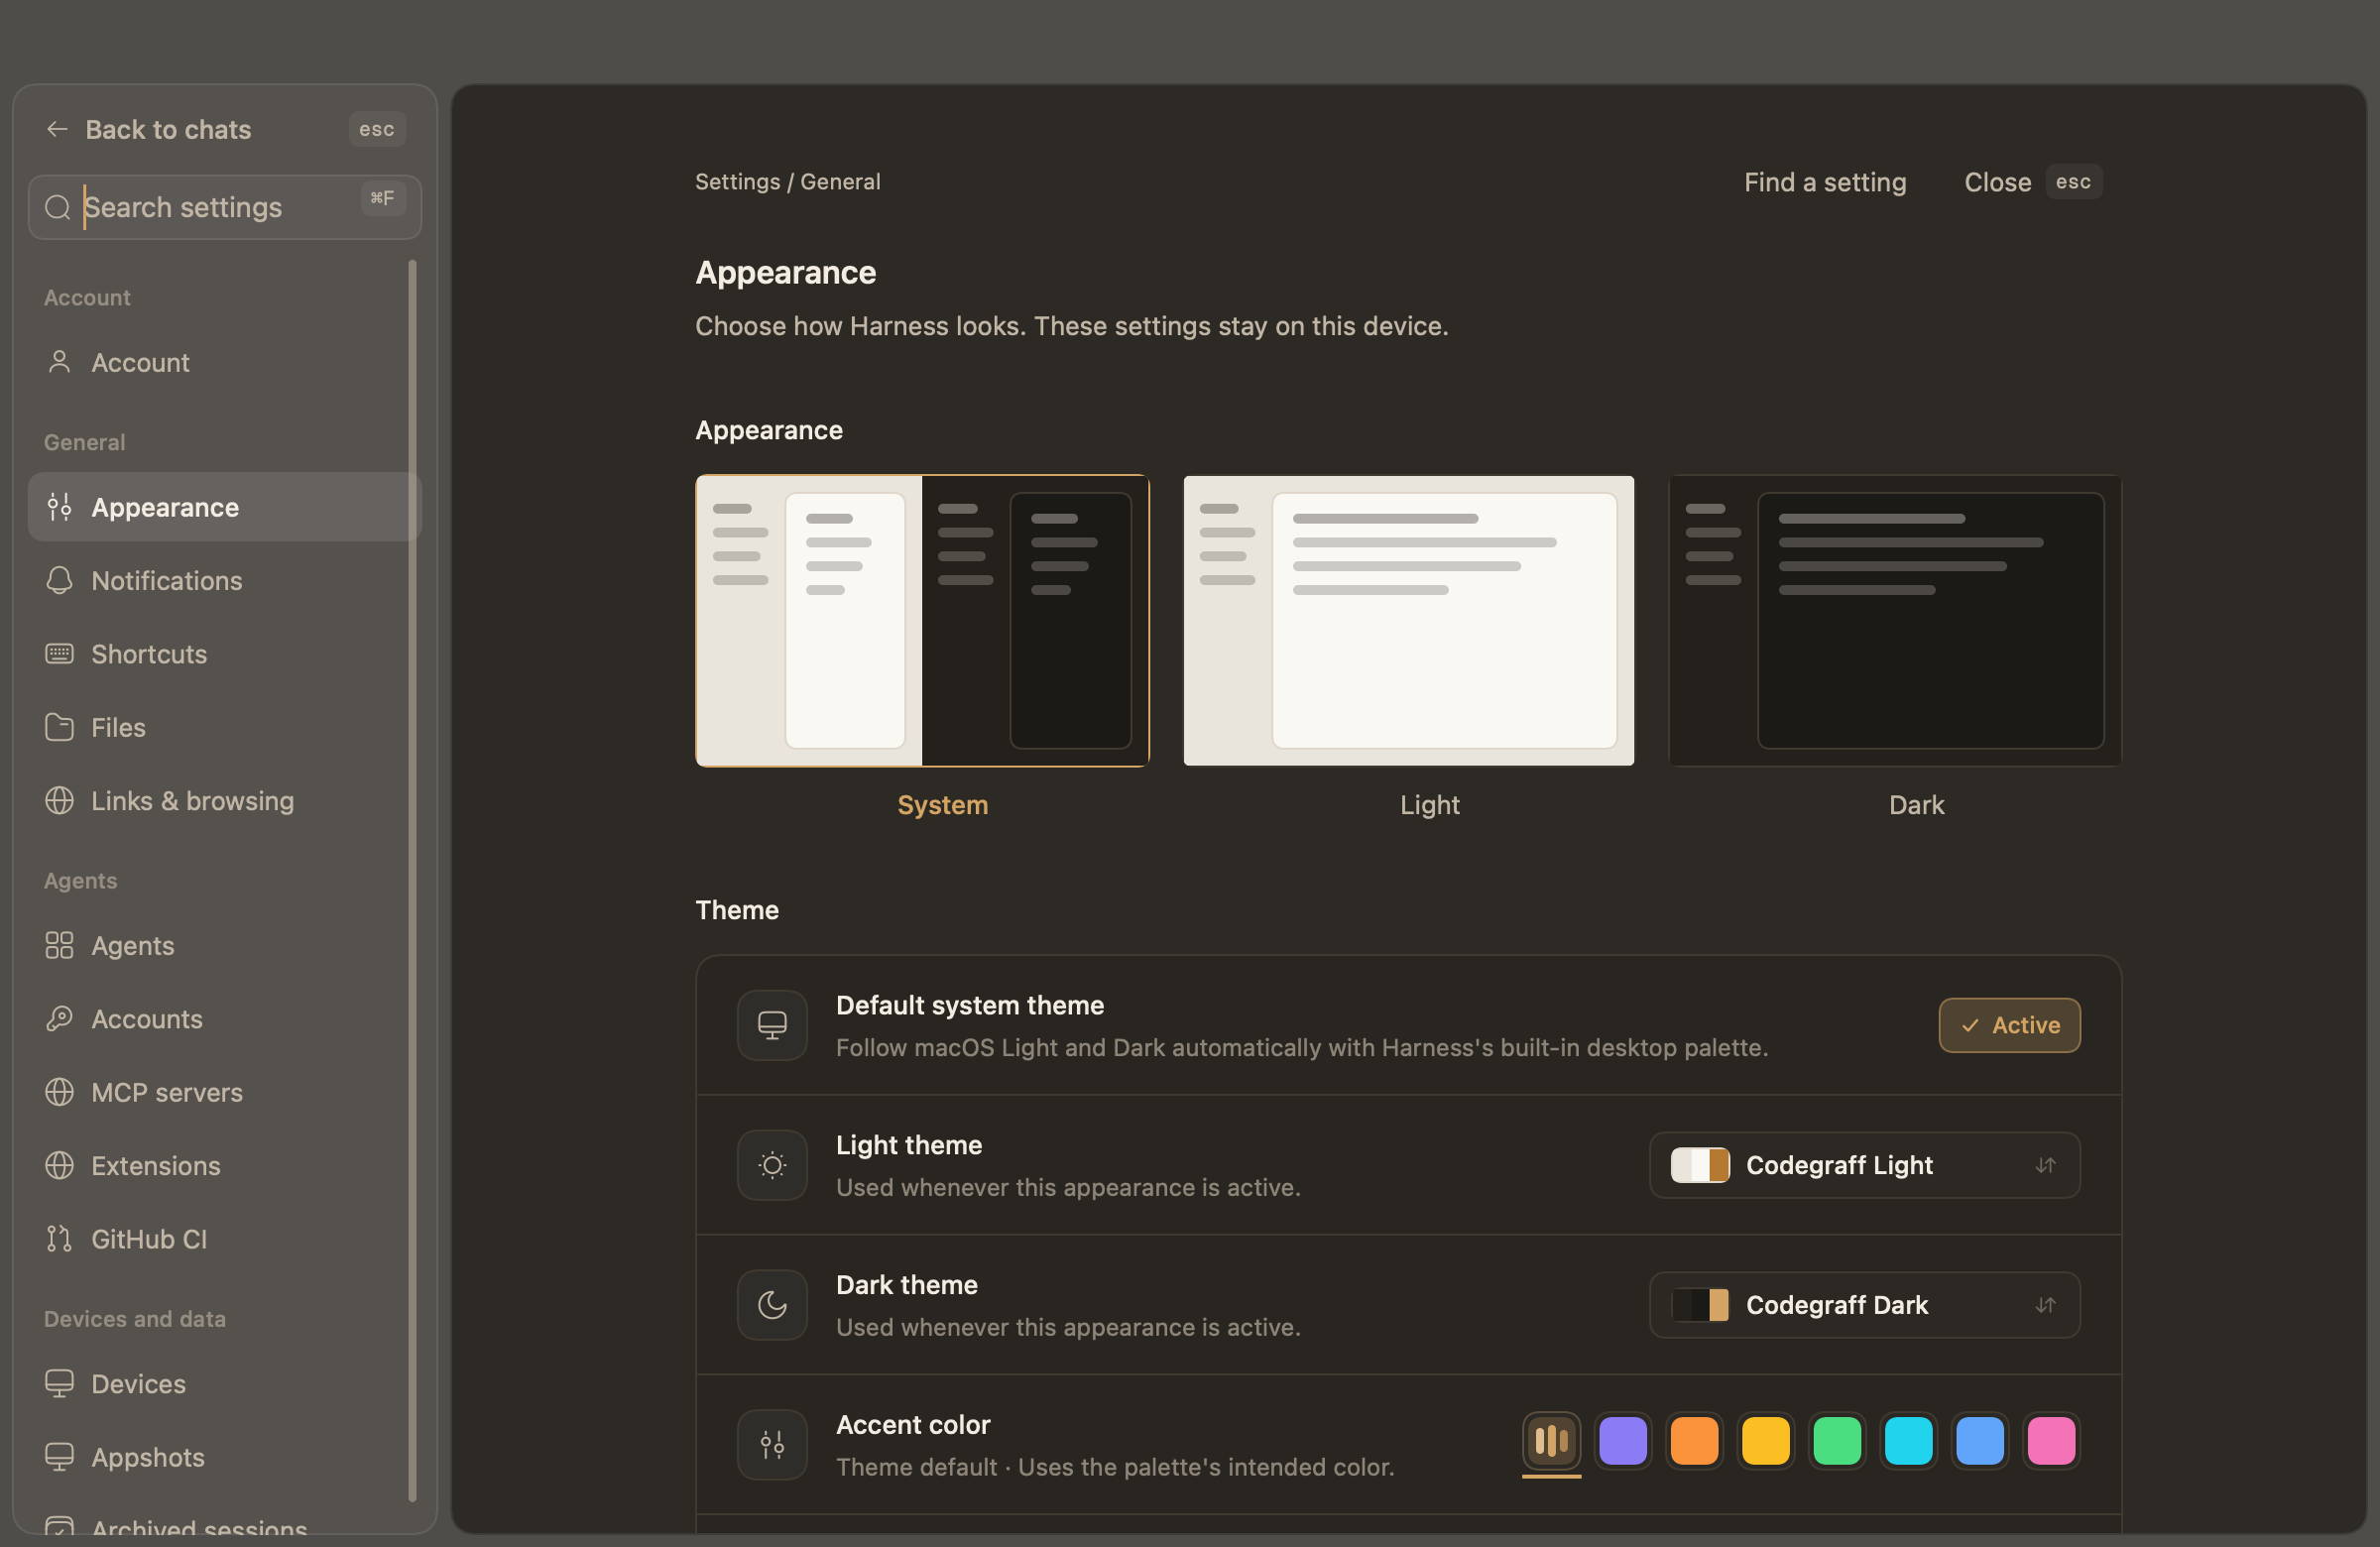 Back to chats esc
Search settings ⌘F
Account
Account
General
Appearance
Notifications
Shortcuts
Files
Links & browsing
Agents
Agents
Accounts
MCP servers
Extensions
GitHub CI
Devices and data
Devices
Appshots
Archived sessions
Settings / General
Find a setting
Close esc
Appearance
Choose how Harness looks. These settings stay on this device.
Appearance
System
Light
Dark
Theme
Default system theme
Follow macOS Light and Dark automatically with Harness's built-in desktop palette.
Active
Light theme
Used whenever this appearance is active.
Codegraff Light
Dark theme
Used whenever this appearance is active.
Codegraff Dark
Accent color
Theme default · Uses the palette's intended color.